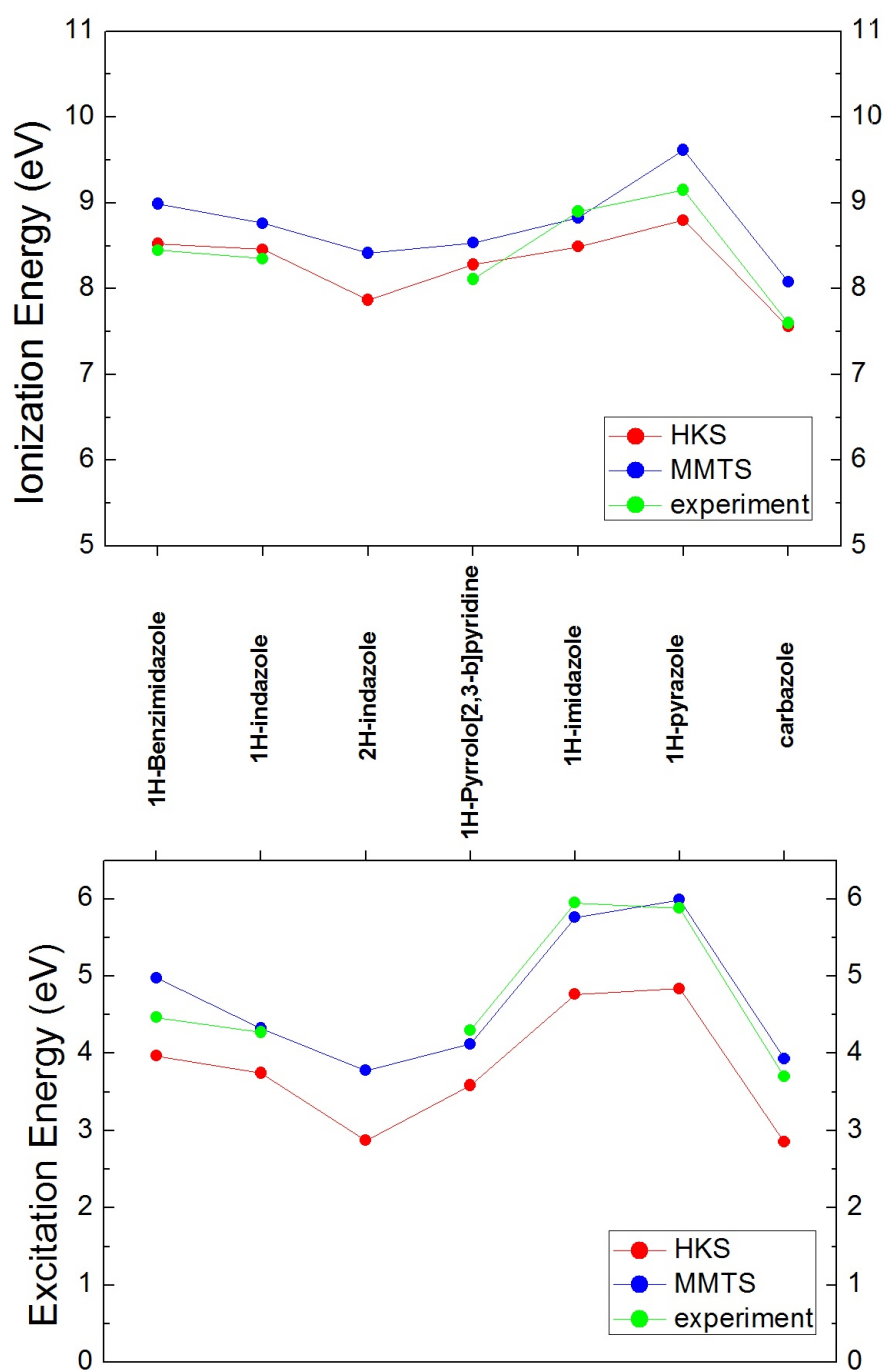 Ionization Energy (eV)
11 11
10 10
9 9
8 8
7 7
6 6
5 5
HKS
MMTS
experiment
1H-Benzimidazole
1H-indazole
2H-indazole
1H-Pyrrolo[2,3-b]pyridine
1H-imidazole
1H-pyrazole
carbazole
Excitation Energy (eV)
6 6
5 5
4 4
3 3
2 2
1 1
0 0
HKS
MMTS
experiment